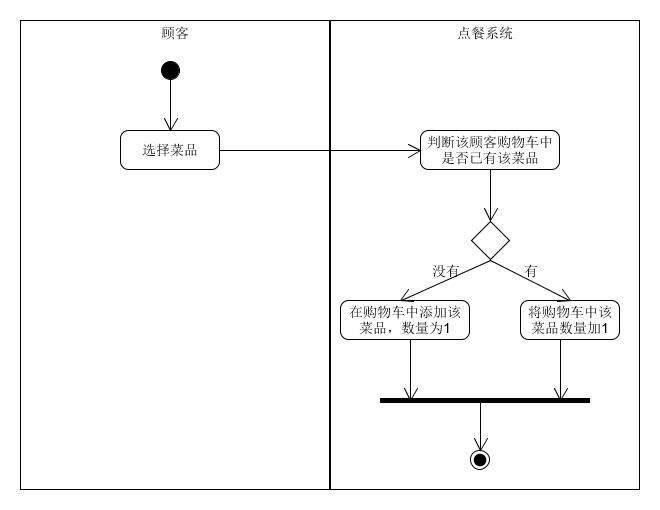 顾客
点餐系统
选择菜品
判断该顾客购物车中
是否已有该菜品
没有
有
在购物车中添加该
菜品，数量为1
将购物车中该
菜品数量加1